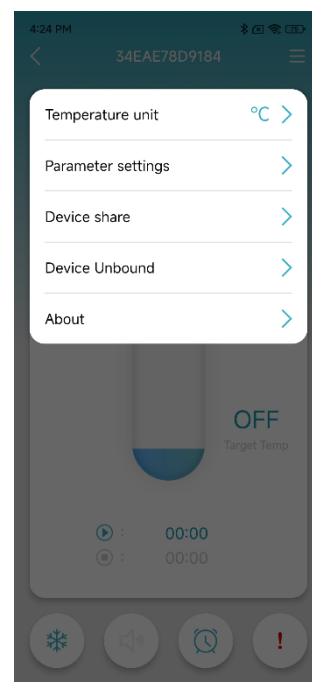 4:24 PM
34EAE78D9184
Temperature unit °C
Parameter settings
Device share
Device Unbound
About
OFF
Target Temp
: 00:00
: 00:00
!